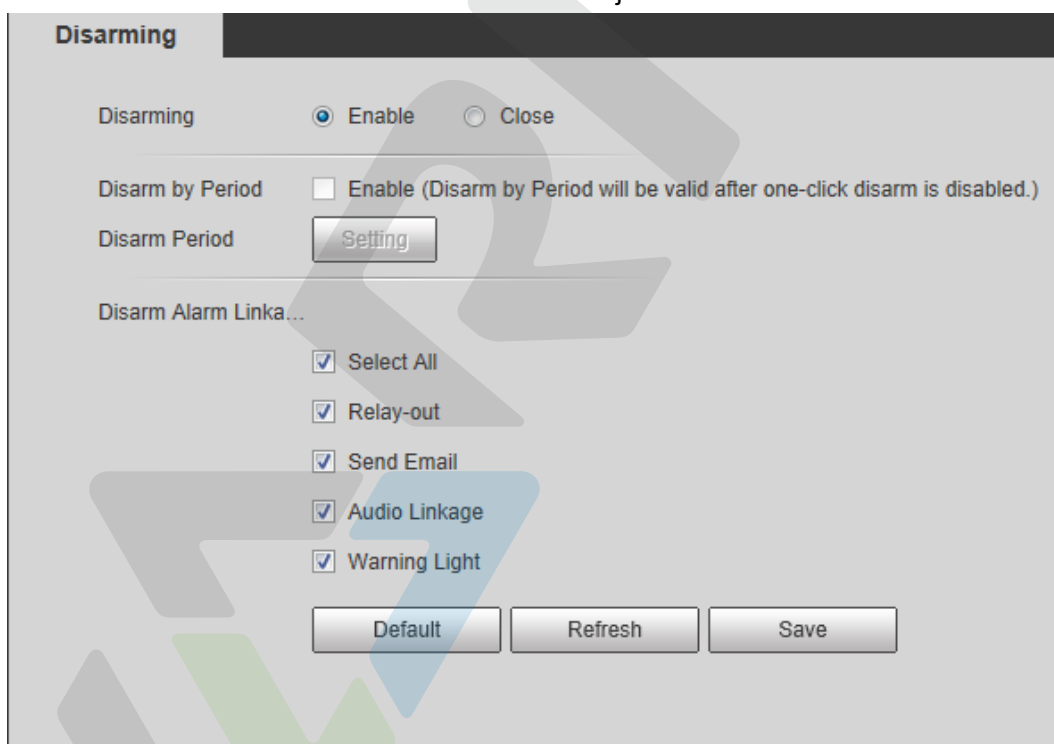 Disarming
Disarming Enable Close
Disarm by Period Enable (Disarm by Period will be valid after one-click disarm is disabled.)
Disarm Period Setting
Disarm Alarm Linka...
Select All
Relay-out
Send Email
Audio Linkage
Warning Light
Default Refresh Save